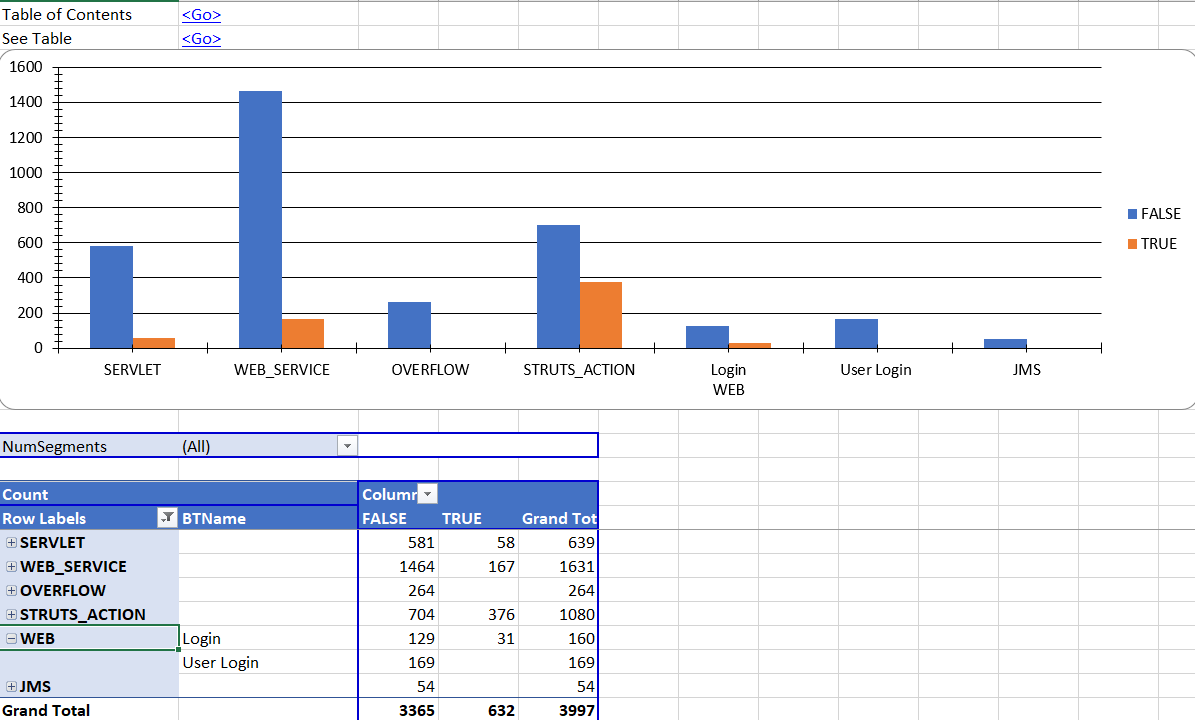 Table of Contents <Go>
See Table <Go>
1600
1400
1200
1000
800
600
400
200
0
FALSE
TRUE
SERVLET WEB_SERVICE OVERFLOW STRUTS_ACTION Login User Login JMS
WEB
NumSegments (All)
Count Column
Row Labels BTName FALSE TRUE Grand Tot
SERVLET 581 58 639
WEB_SERVICE 1464 167 1631
OVERFLOW 264 264
STRUTS_ACTION 704 376 1080
WEB Login 129 31 160
User Login 169 169
JMS 54 54
Grand Total 3365 632 3997